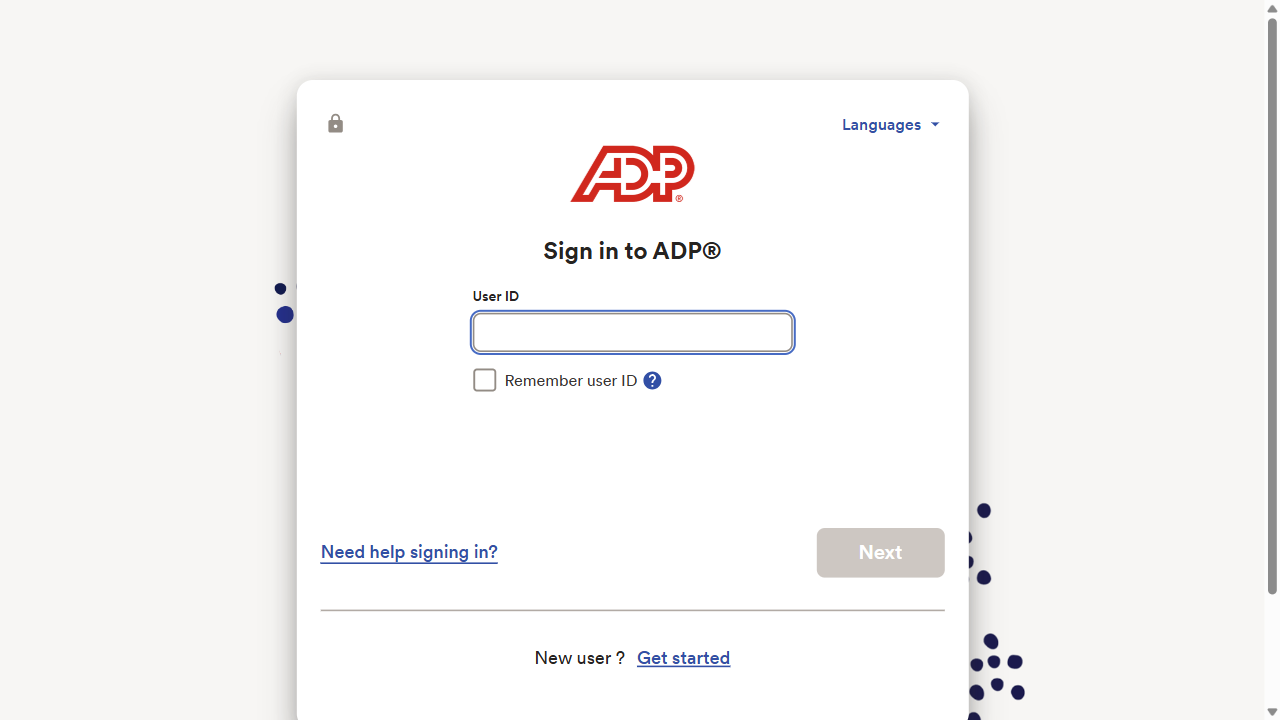 Languages
ADP®
Sign in to ADP®
User ID
Remember user ID ?
Need help signing in?
Next
New user ? Get started